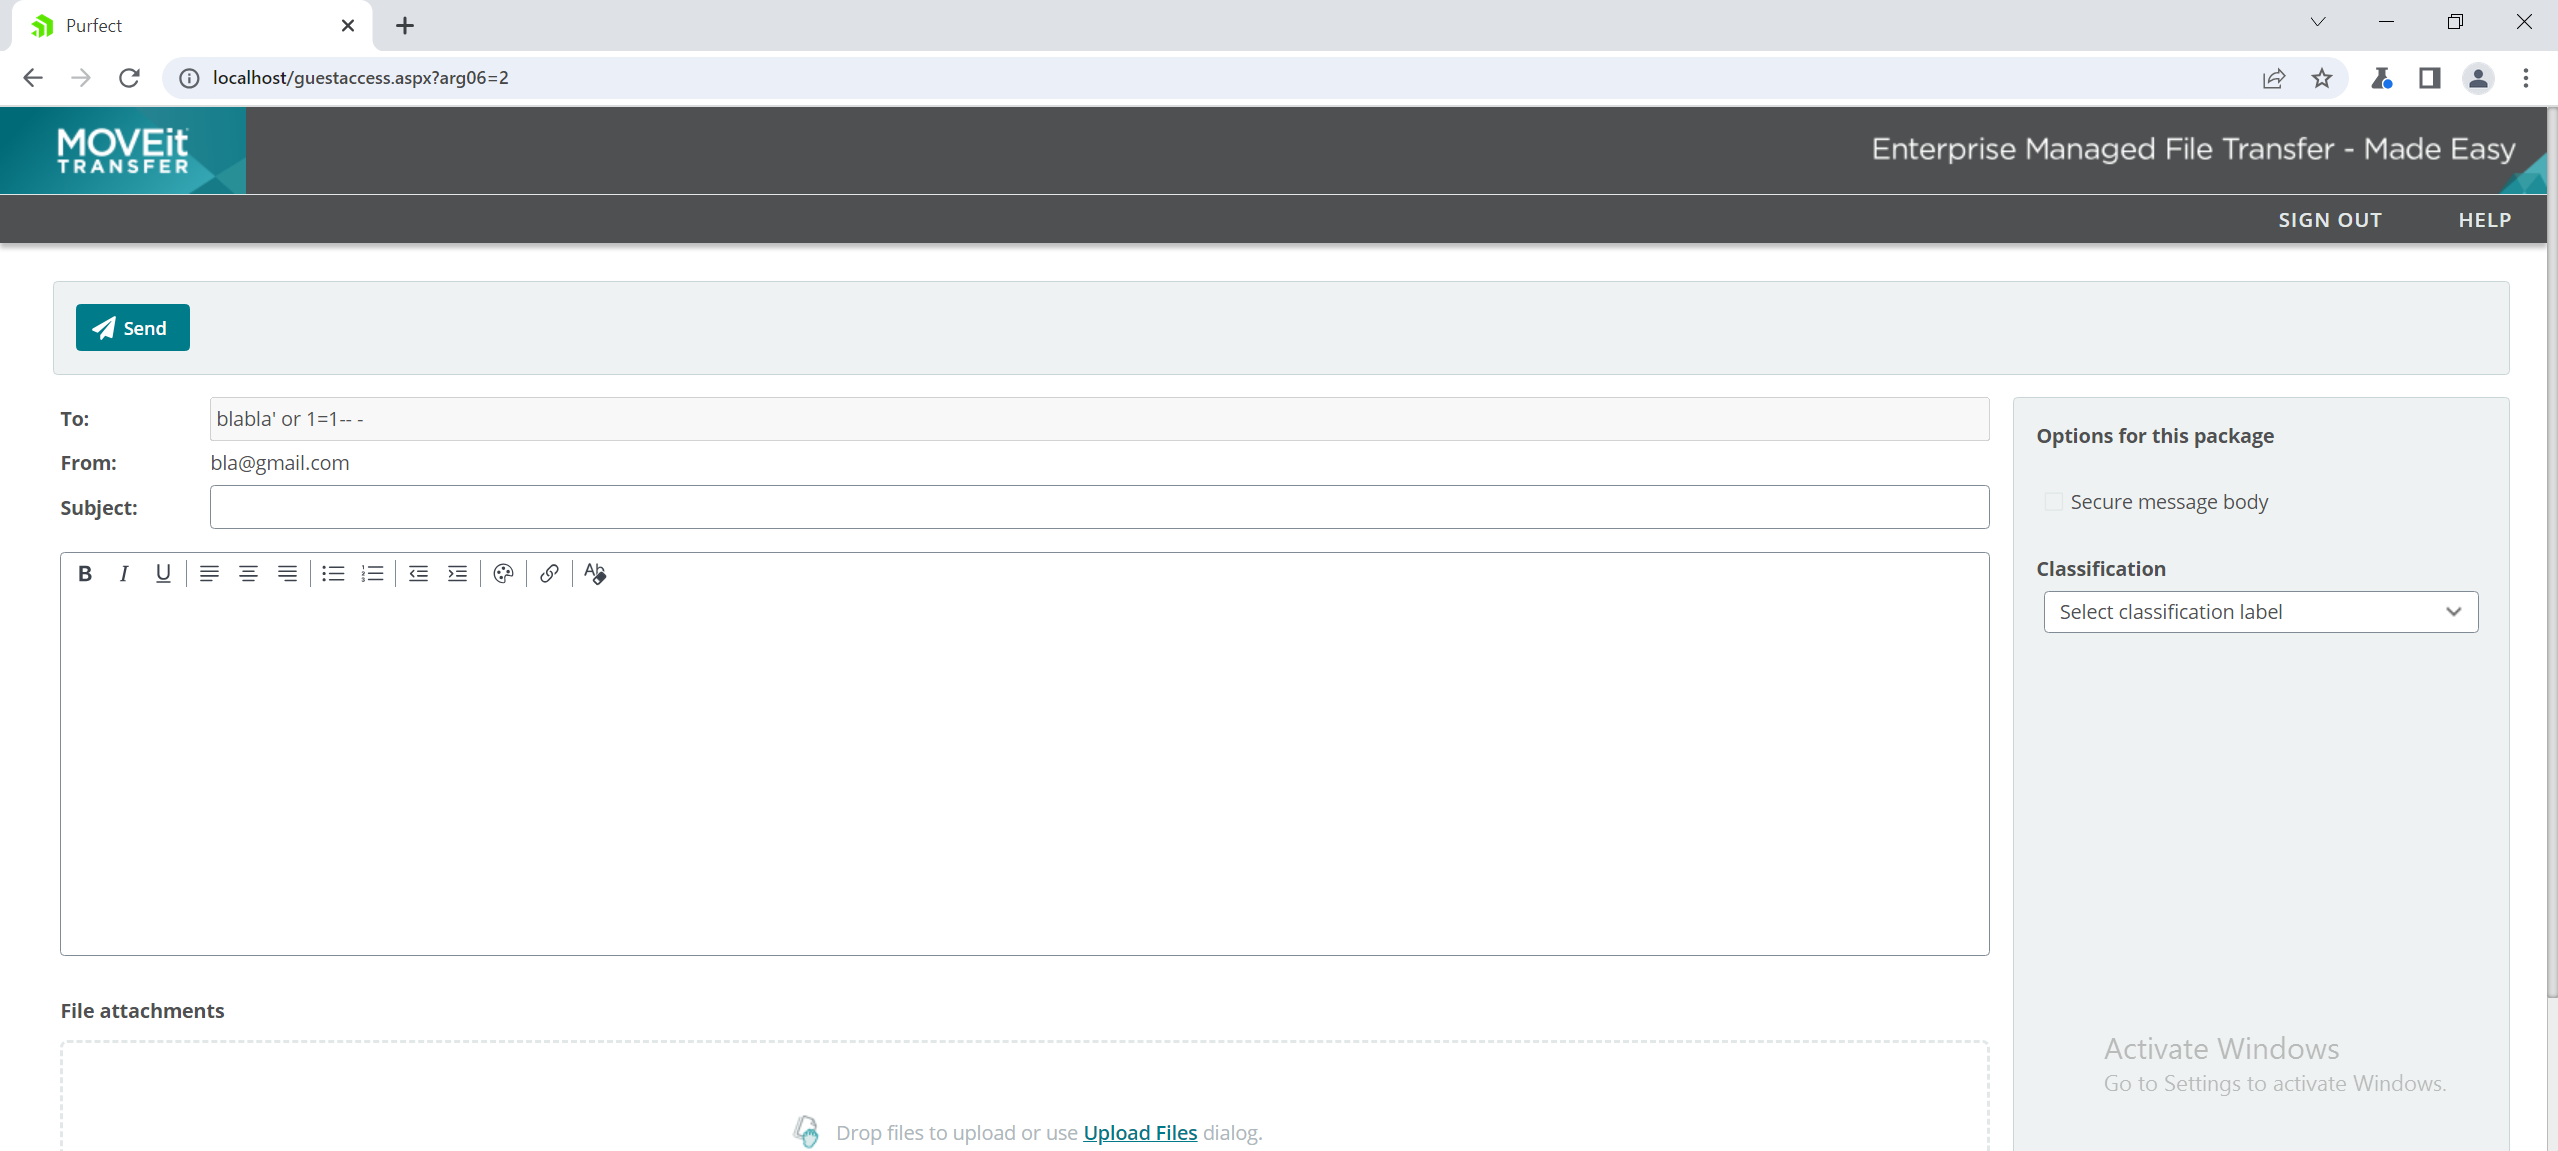 Purfect
localhost/guestaccess.aspx?arg06=2
MOVEit
TRANSFER
Enterprise Managed File Transfer - Made Easy
SIGN OUT HELP
Send
To: blabla' or 1=1-- -
From: bla@gmail.com
Subject:
Options for this package
Secure message body
Classification
Select classification label
B I U
File attachments
Drop files to upload or use Upload Files dialog.
Activate Windows
Go to Settings to activate Windows.